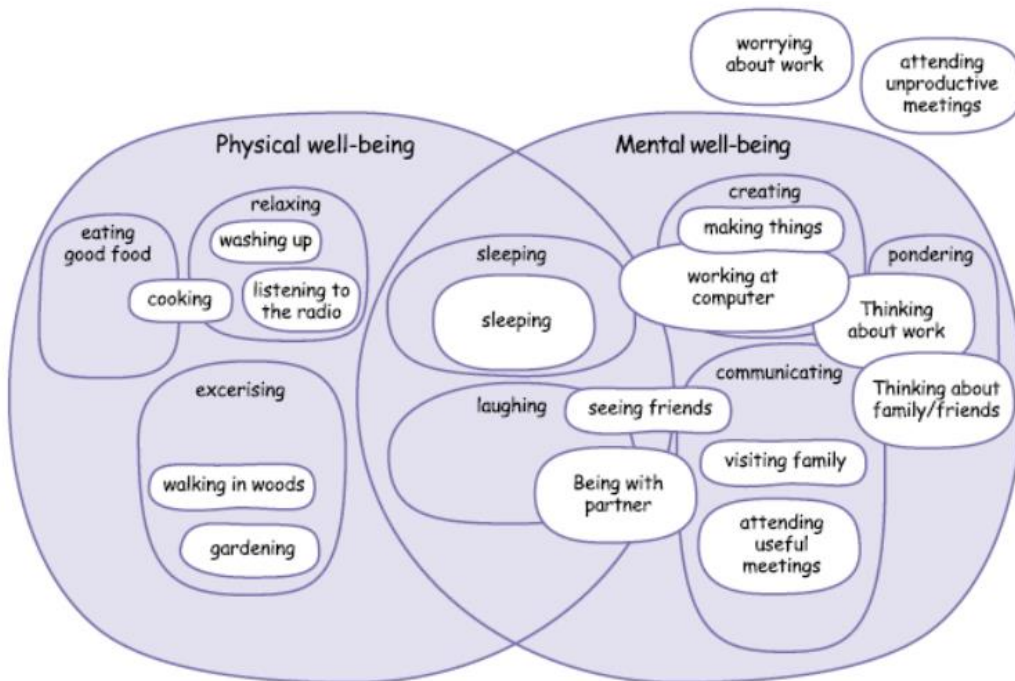 worrying
about work
attending
unproductive
meetings
Physical well-being
Mental well-being
relaxing
washing up
listening to
the radio
eating
good food
cooking
excerising
walking in woods
gardening
sleeping
sleeping
laughing
seeing friends
Being with
partner
creating
making things
working at
computer
pondering
Thinking
about work
Thinking about
family/friends
communicating
visiting family
attending
useful
meetings